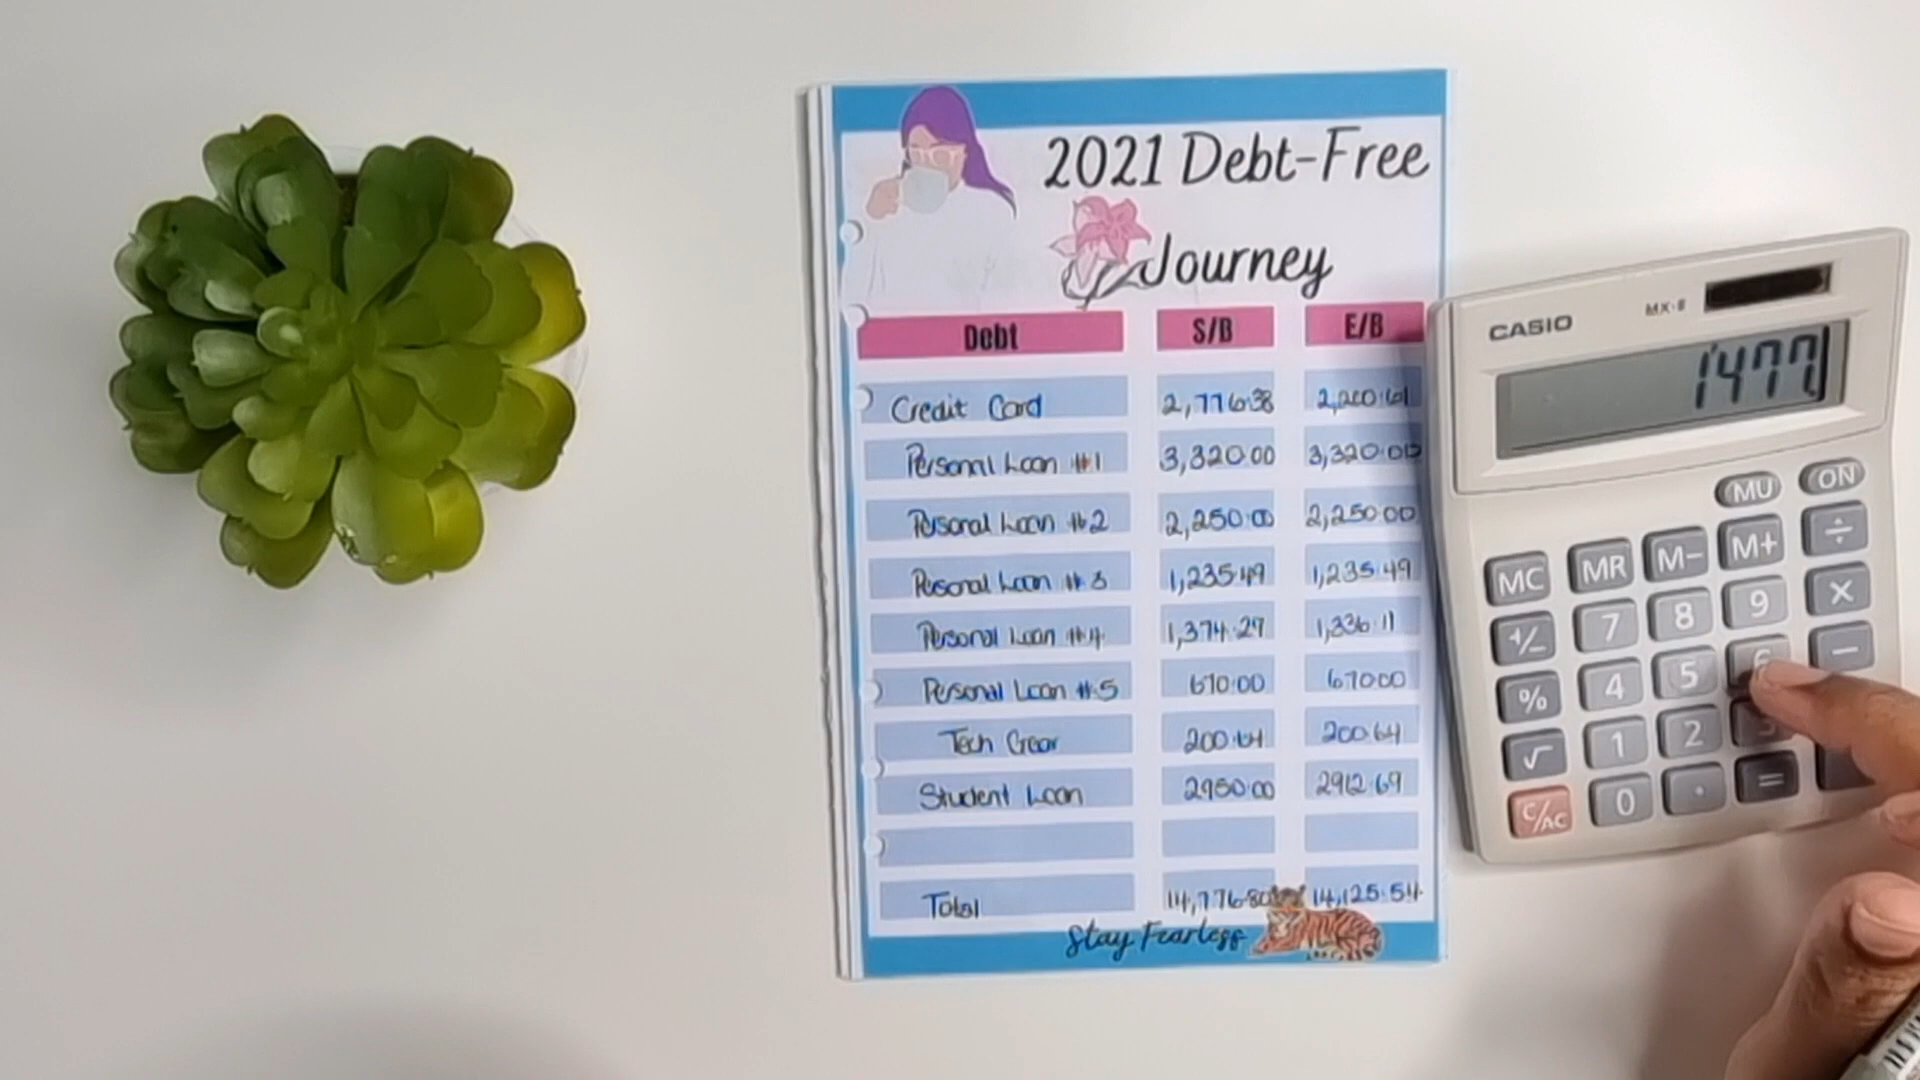 2021 Debt-Free
Journey
Debt S/B E/B
Credit Card 2,776.38 2,200.61
Personal Loan #1 3,320.00 3,320.00
Personal Loan #2 2,250.00 2,250.00
Personal Loan #3 1,235.49 1,235.49
Personal Loan #4 1,374.29 1,336.11
Personal Loan #5 670.00 670.00
Tech Gear 200.64 200.64
Student Loan 2950.00 2912.69
Total 14,776.80 14,125.54
Stay Fearless
CASIO MX-8
1'477
MU ON
MC MR M- M+ ÷
+/- 7 8 9 ×
% 4 5 6 −
√ 1 2 3
C/AC 0 . =